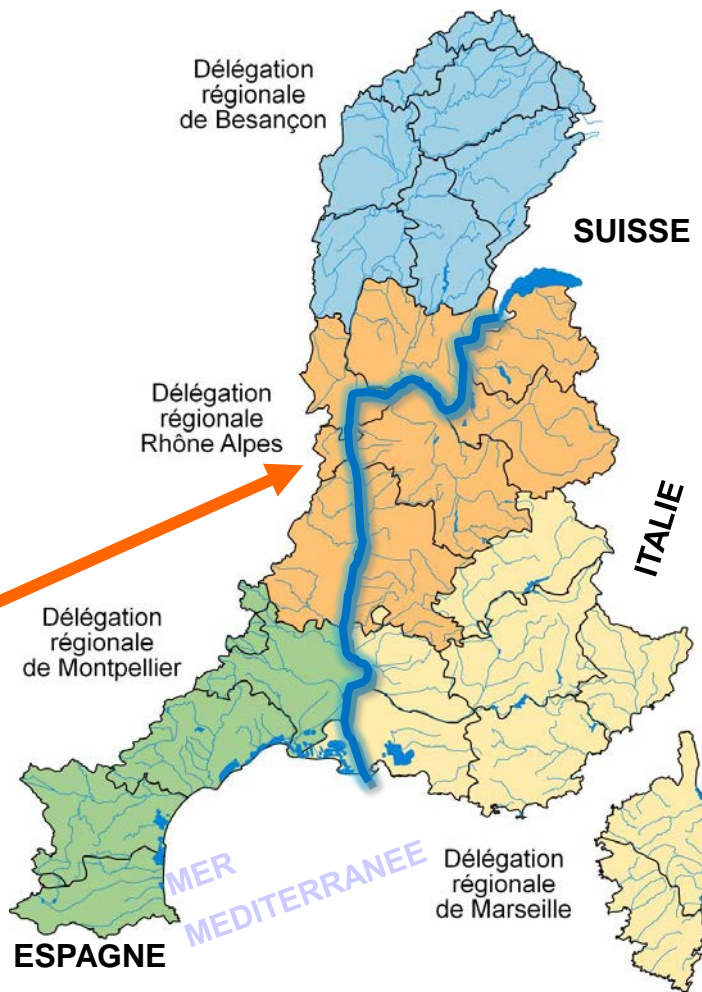 Délégation
régionale
de Besançon
SUISSE
Délégation
régionale
Rhône Alpes
ITALIE
Délégation
régionale
de Montpellier
MER
MEDITERRANEE
Délégation
régionale
de Marseille
ESPAGNE